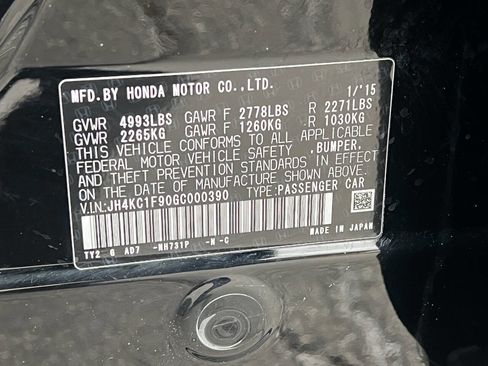 MFD.BY HONDA MOTOR CO.,LTD. 1/'15
GVWR 4993LBS GAWR F 2778LBS R 2271LBS
GVWR 2265KG GAWR F 1260KG R 1030KG
THIS VEHICLE CONFORMS TO ALL APPLICABLE
FEDERAL MOTOR VEHICLE SAFETY, BUMPER,
AND THEFT PREVENTION STANDARDS IN EFFECT
ON THE DATE OF MANUFACTURE SHOWN ABOVE.
V.I.N:JH4KC1F90GC000390 TYPE:PASSENGER CAR
TY2 6 AD7 -NH731P -N -C MADE IN JAPAN